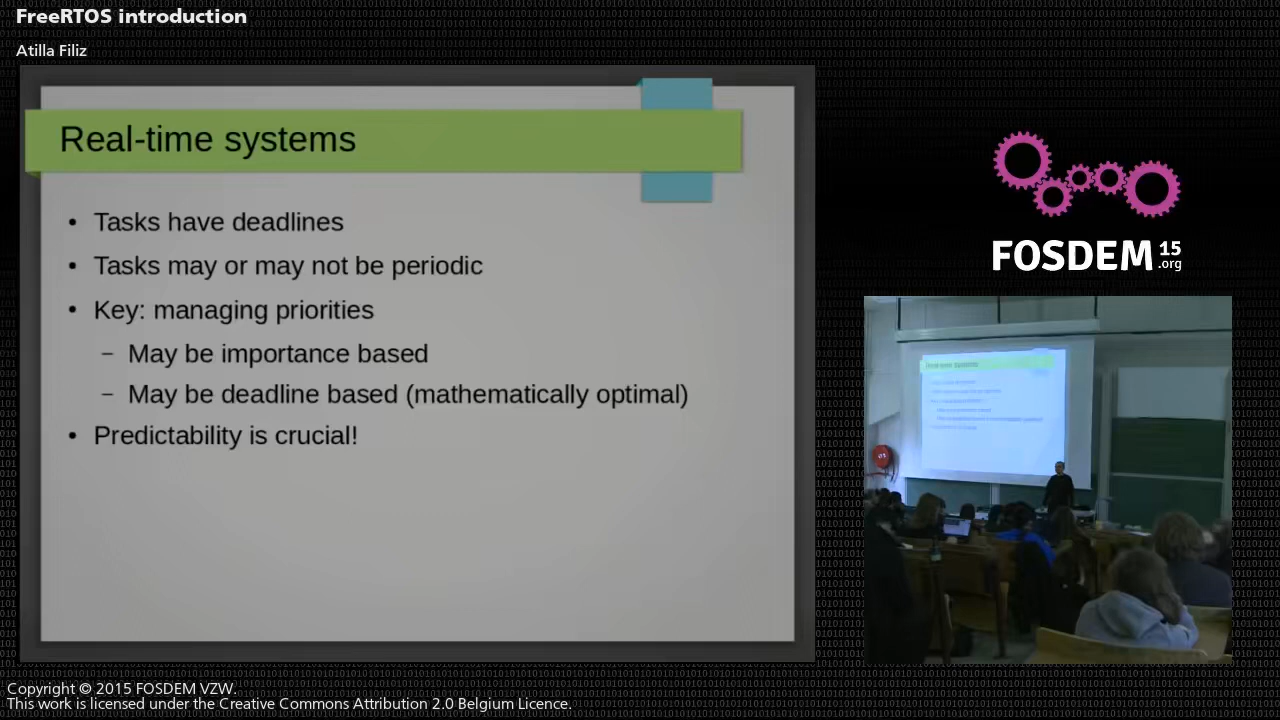 FreeRTOS introduction
Atilla Filiz
Real-time systems
• Tasks have deadlines
• Tasks may or may not be periodic
• Key: managing priorities
– May be importance based
– May be deadline based (mathematically optimal)
• Predictability is crucial!
FOSDEM 15
.org
Copyright © 2015 FOSDEM VZW.
This work is licensed under the Creative Commons Attribution 2.0 Belgium Licence.